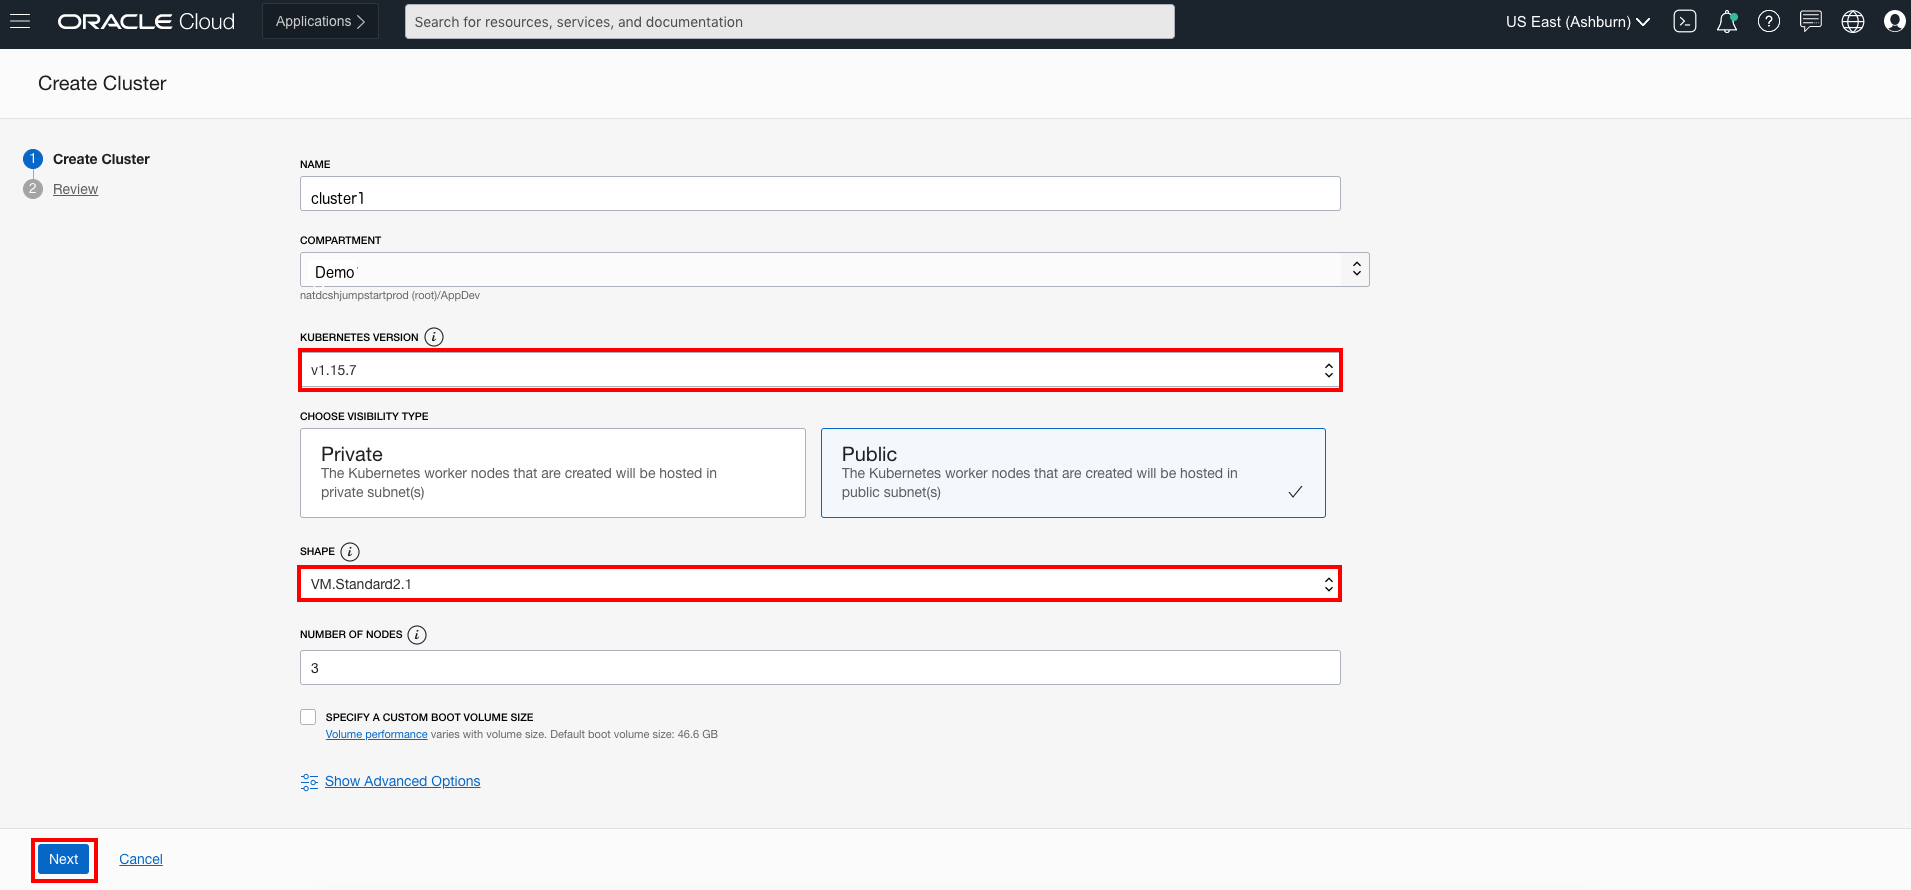 ORACLE Cloud
Applications
Search for resources, services, and documentation
US East (Ashburn)
Create Cluster
1 Create Cluster
2 Review
NAME
cluster1
COMPARTMENT
Demo
natdcshjumpstartprod (root)/AppDev
KUBERNETES VERSION i
v1.15.7
CHOOSE VISIBILITY TYPE
Private
The Kubernetes worker nodes that are created will be hosted in
private subnet(s)
Public
The Kubernetes worker nodes that are created will be hosted in
public subnet(s)
SHAPE i
VM.Standard2.1
NUMBER OF NODES i
3
SPECIFY A CUSTOM BOOT VOLUME SIZE
Volume performance varies with volume size. Default boot volume size: 46.6 GB
Show Advanced Options
Next
Cancel